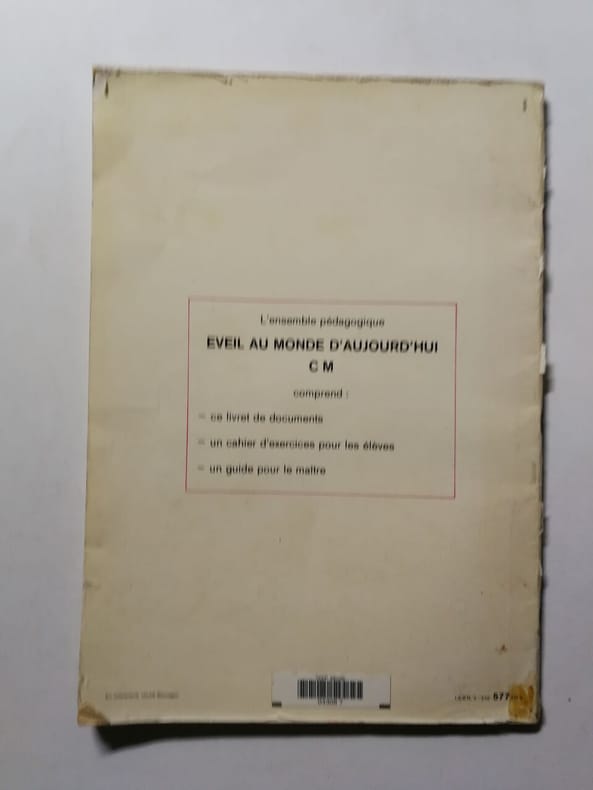 L'ensemble pédagogique
EVEIL AU MONDE D'AUJOURD'HUI
C M
comprend :
— ce livret de documents
— un cahier d'exercices pour les élèves
— un guide pour le maître
577